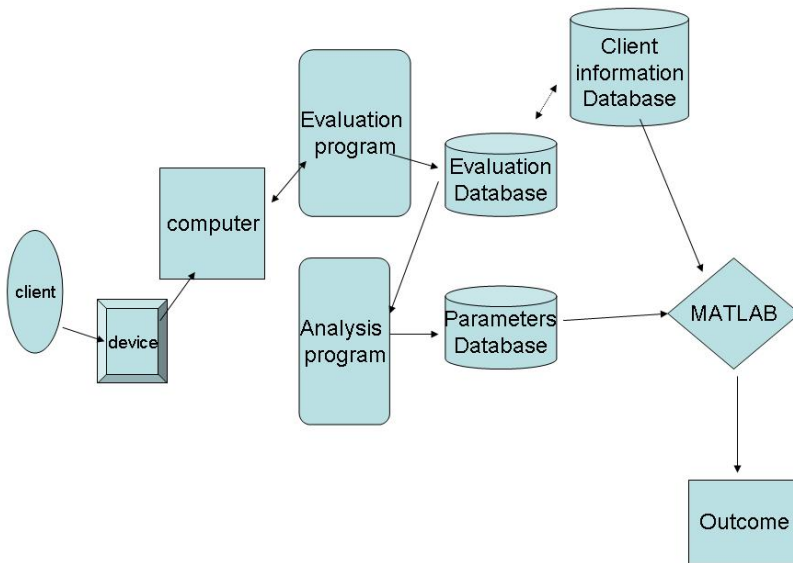 client
device
computer
Evaluation
program
Evaluation
Database
Client
information
Database
Analysis
program
Parameters
Database
MATLAB
Outcome